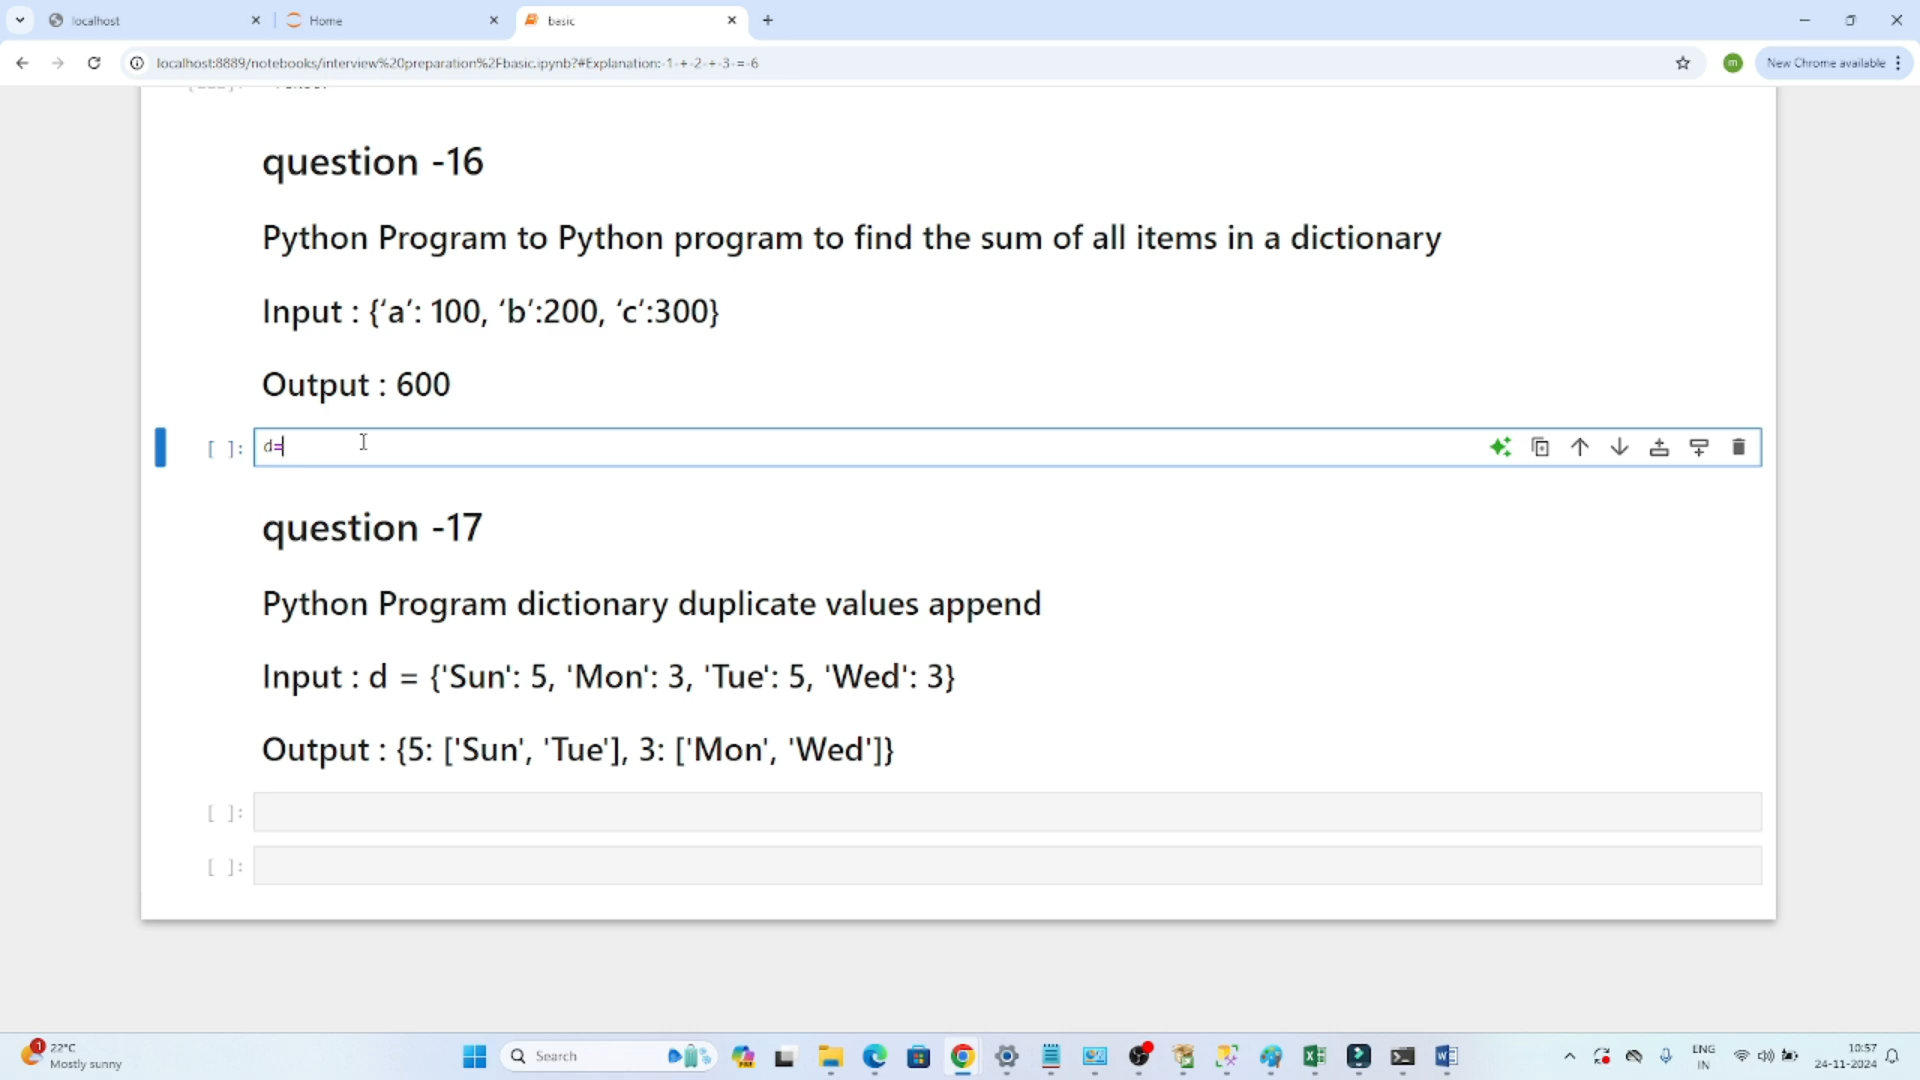 localhost
Home
basic
localhost:8889/notebooks/interview%20preparation%2Fbasic.ipynb?#Explanation:-1-+-2-+-3-=-6
m
New Chrome available
question -16
Python Program to Python program to find the sum of all items in a dictionary
Input : {‘a’: 100, ‘b’:200, ‘c’:300}
Output : 600
[ ]:
d=
question -17
Python Program dictionary duplicate values append
Input : d = {'Sun': 5, 'Mon': 3, 'Tue': 5, 'Wed': 3}
Output : {5: ['Sun', 'Tue'], 3: ['Mon', 'Wed']}
[ ]:
[ ]:
1
22°C
Mostly sunny
Search
ENG
IN
10:57
24-11-2024